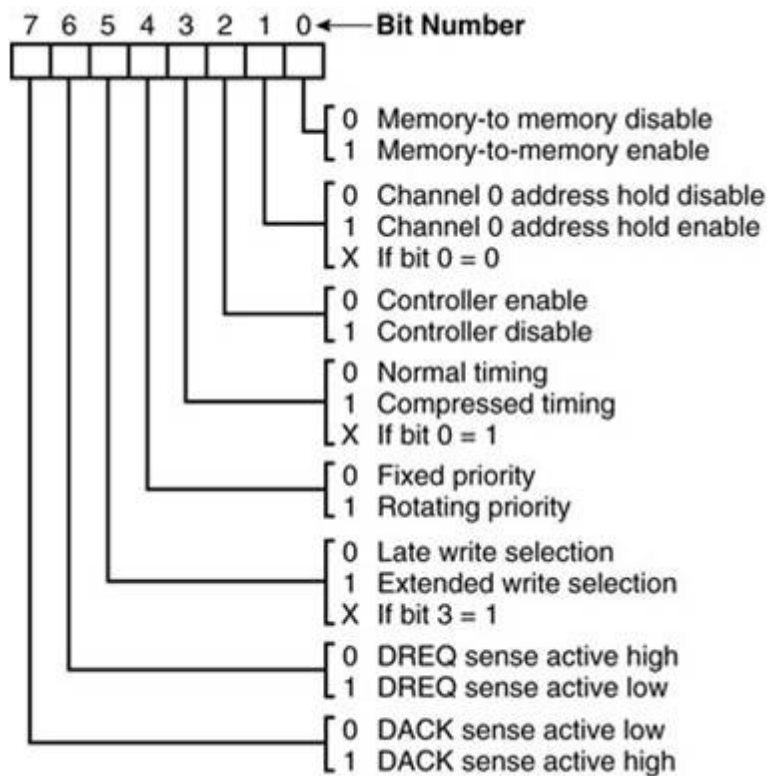 7 6 5 4 3 2 1 0 Bit Number
0 Memory-to memory disable
1 Memory-to-memory enable
0 Channel 0 address hold disable
1 Channel 0 address hold enable
X If bit 0 = 0
0 Controller enable
1 Controller disable
0 Normal timing
1 Compressed timing
X If bit 0 = 1
0 Fixed priority
1 Rotating priority
0 Late write selection
1 Extended write selection
X If bit 3 = 1
0 DREQ sense active high
1 DREQ sense active low
0 DACK sense active low
1 DACK sense active high